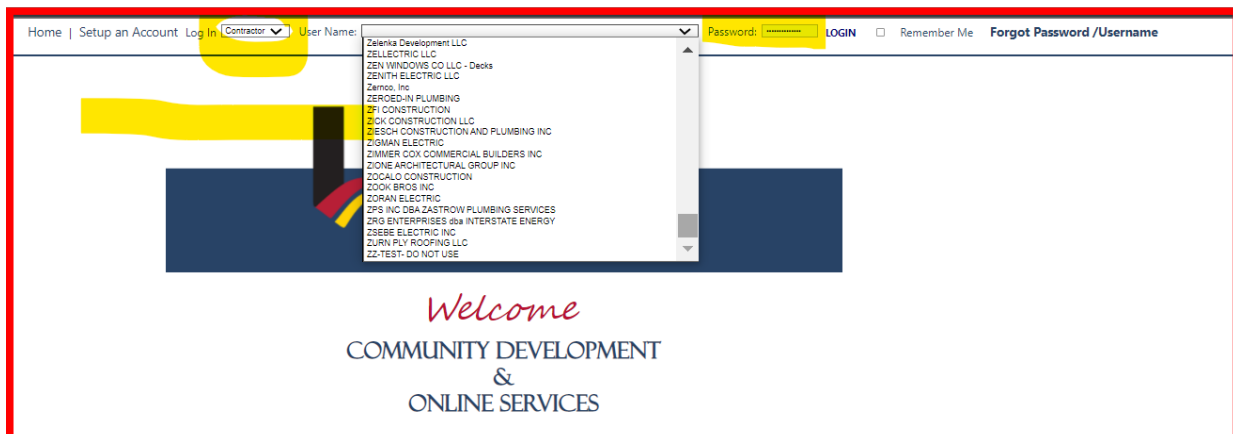 Home | Setup an Account Log In Contractor User Name: Password: LOGIN Remember Me Forgot Password /Username
Zelenka Development LLC
ZELLECTRIC LLC
ZEN WINDOWS CO LLC - Decks
ZENITH ELECTRIC LLC
Zernco, Inc
ZEROED-IN PLUMBING
ZFI CONSTRUCTION
ZICK CONSTRUCTION LLC
ZIESCH CONSTRUCTION AND PLUMBING INC
ZIGMAN ELECTRIC
ZIMMER COX COMMERCIAL BUILDERS INC
ZIONE ARCHITECTURAL GROUP INC
ZOCALO CONSTRUCTION
ZOOK BROS INC
ZORAN ELECTRIC
ZPS INC DBA ZASTROW PLUMBING SERVICES
ZRG ENTERPRISES dba INTERSTATE ENERGY
ZSEBE ELECTRIC INC
ZURN PLY ROOFING LLC
ZZ-TEST- DO NOT USE
Welcome
COMMUNITY DEVELOPMENT
&
ONLINE SERVICES